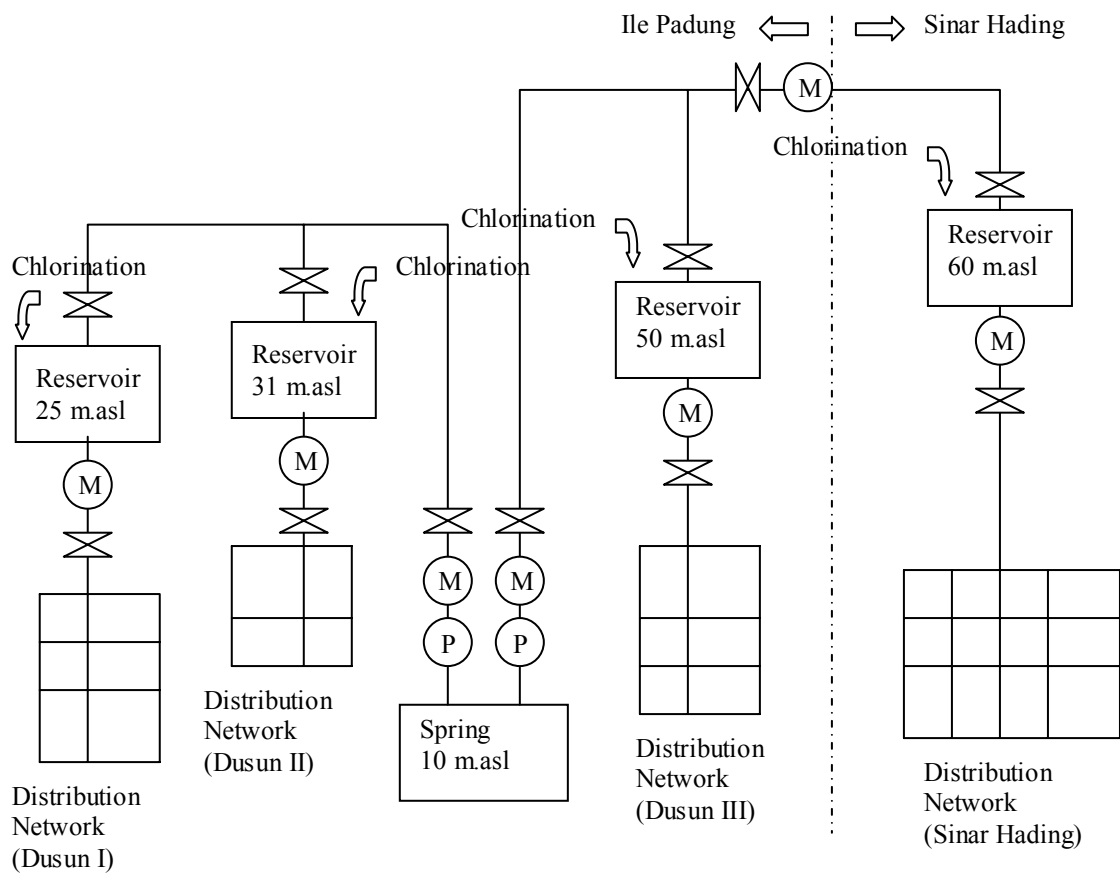 Ile Padung
Sinar Hading
M
Chlorination
Chlorination
Reservoir
60 m.asl
Chlorination
Chlorination
Reservoir
50 m.asl
M
Reservoir
31 m.asl
Reservoir
25 m.asl
M
M
M
M
M
P
P
Distribution
Network
(Dusun II)
Spring
10 m.asl
Distribution
Network
(Dusun III)
Distribution
Network
(Sinar Hading)
Distribution
Network
(Dusun I)